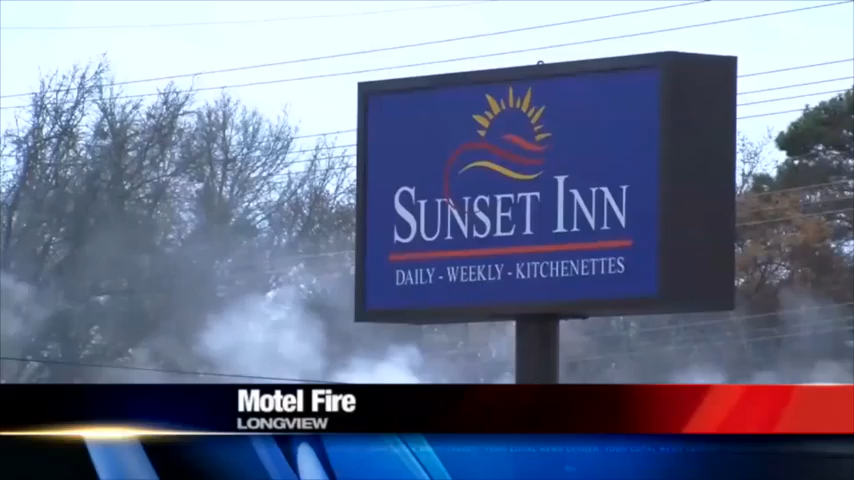 SUNSET INN
DAILY - WEEKLY - KITCHENETTES
Motel Fire
LONGVIEW